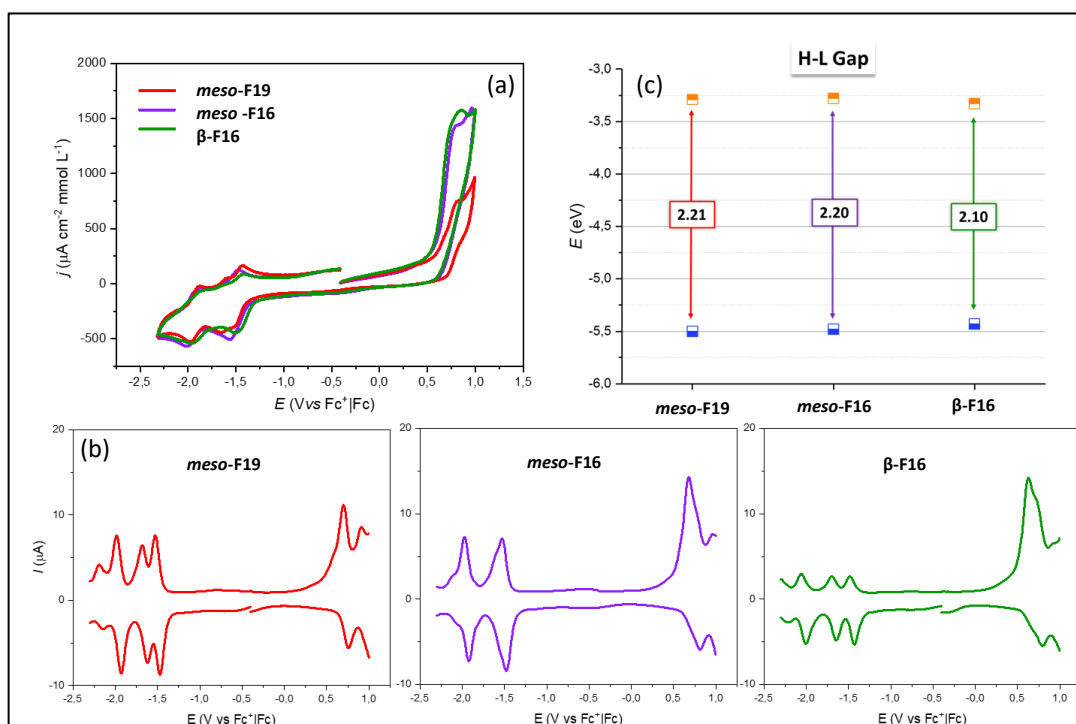 (a)
meso-F19
meso -F16
β-F16
2000
1500
1000
500
0
-500
j (μA cm⁻² mmol L⁻¹)
-2,5 -2,0 -1,5 -1,0 -0,5 0,0 0,5 1,0 1,5
E (Vvs Fc⁺|Fc)
(c)
H-L Gap
-3,0
-3,5
-4,0
-4,5
-5,0
-5,5
-6,0
E (eV)
2.21
2.20
2.10
meso-F19
meso-F16
β-F16
(b)
meso-F19
20
10
0
-10
I (μA)
-2,5 -2,0 -1,5 -1,0 -0,5 -0,0 0,5 1,0
E (V vs Fc⁺|Fc)
meso-F16
20
10
0
-10
-2,5 -2,0 -1,5 -1,0 -0,5 -0,0 0,5 1,0
E (V vs Fc⁺|Fc)
β-F16
20
10
0
-10
-2,5 -2,0 -1,5 -1,0 -0,5 -0,0 0,5 1,0
E (V vs Fc⁺|Fc)